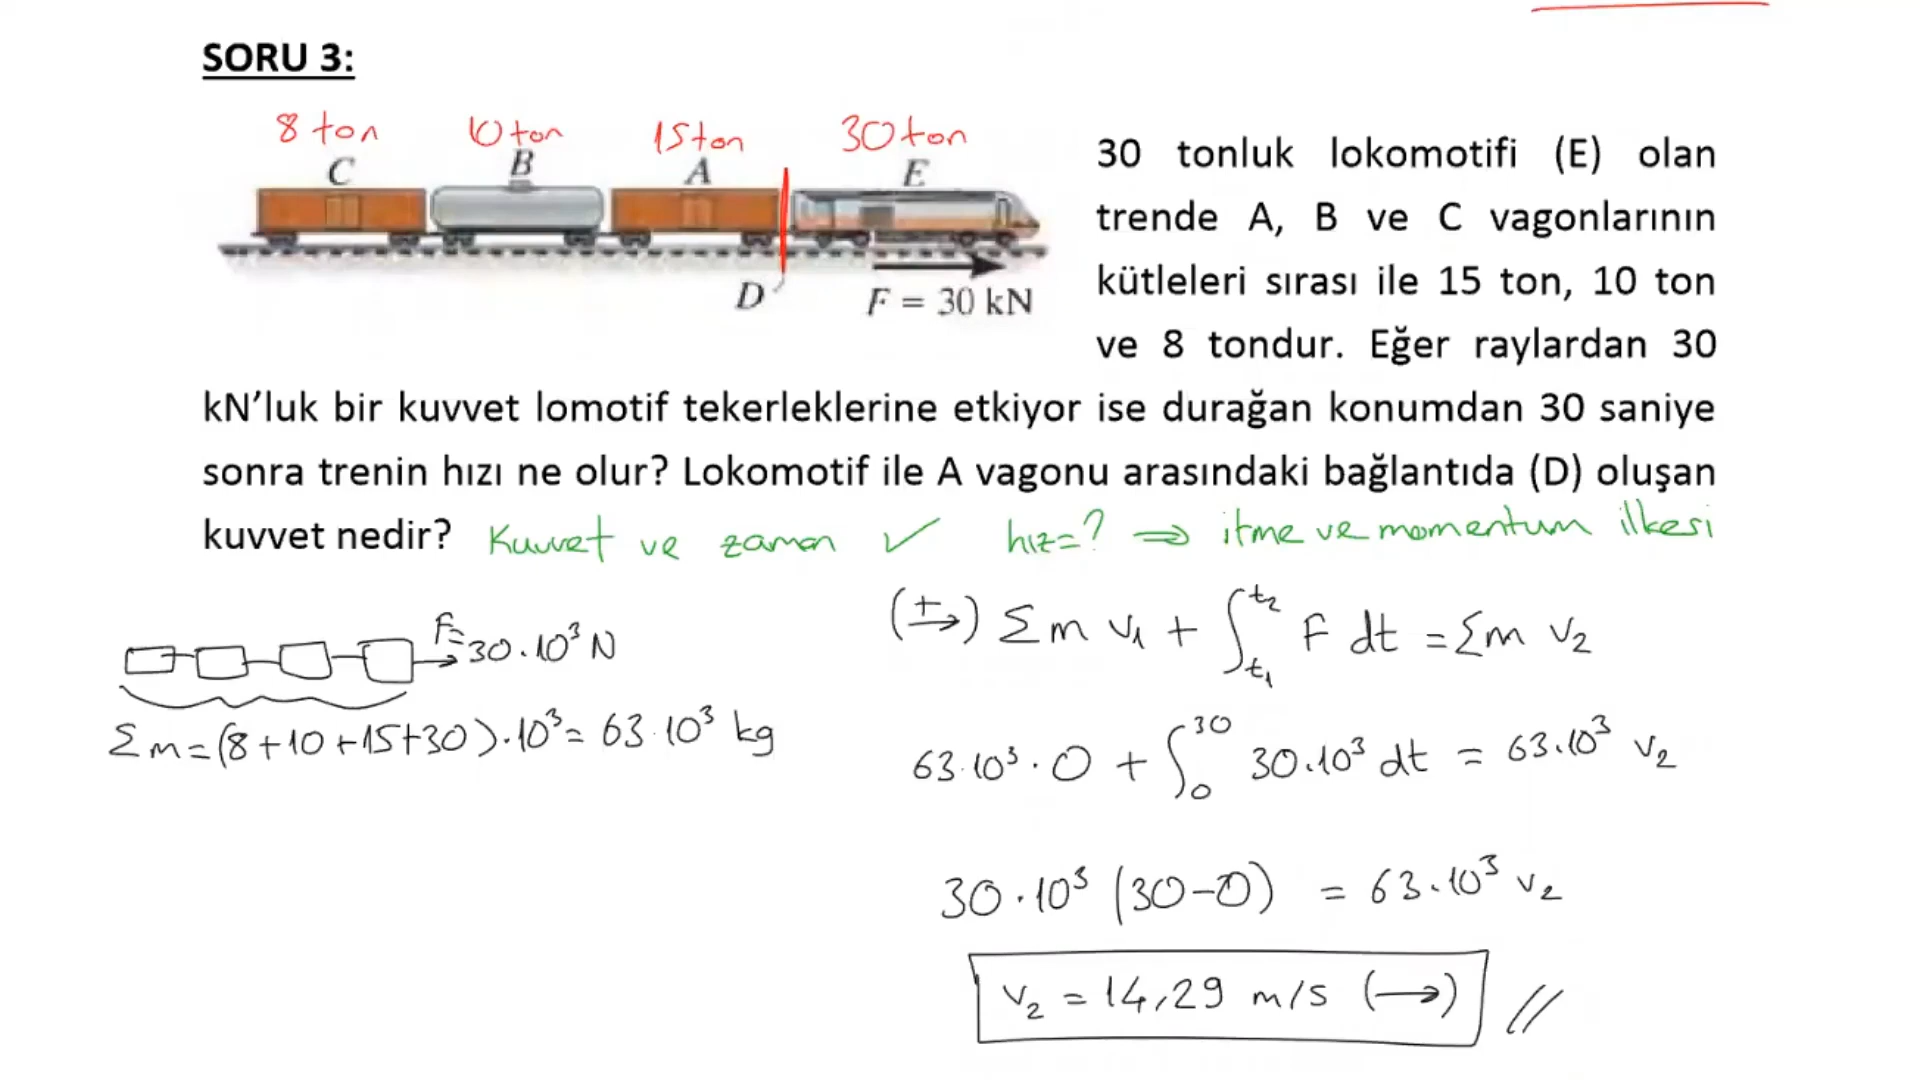 SORU 3:
8 ton 10 ton 15 ton 30 ton
C B A E
D F = 30 kN
30 tonluk lokomotifi (E) olan
trende A, B ve C vagonlarının
kütleleri sırası ile 15 ton, 10 ton
ve 8 tondur. Eğer raylardan 30
kN’luk bir kuvvet lomotif tekerleklerine etkiyor ise durağan konumdan 30 saniye
sonra trenin hızı ne olur? Lokomotif ile A vagonu arasındaki bağlantıda (D) oluşan
kuvvet nedir? Kuvvet ve zaman ✓ hız=? ⇒ itme ve momentum ilkesi
F=30.10³ N
Σm=(8+10+15+30).10³= 63.10³ kg
(+→) Σm v₁ + ∫_{t₁}^{t₂} F dt = Σm v₂
63.10³ . 0 + ∫_0^30 30.10³ dt = 63.10³ v₂
30.10³ (30-0) = 63.10³ v₂
v₂ = 14,29 m/s (→) //